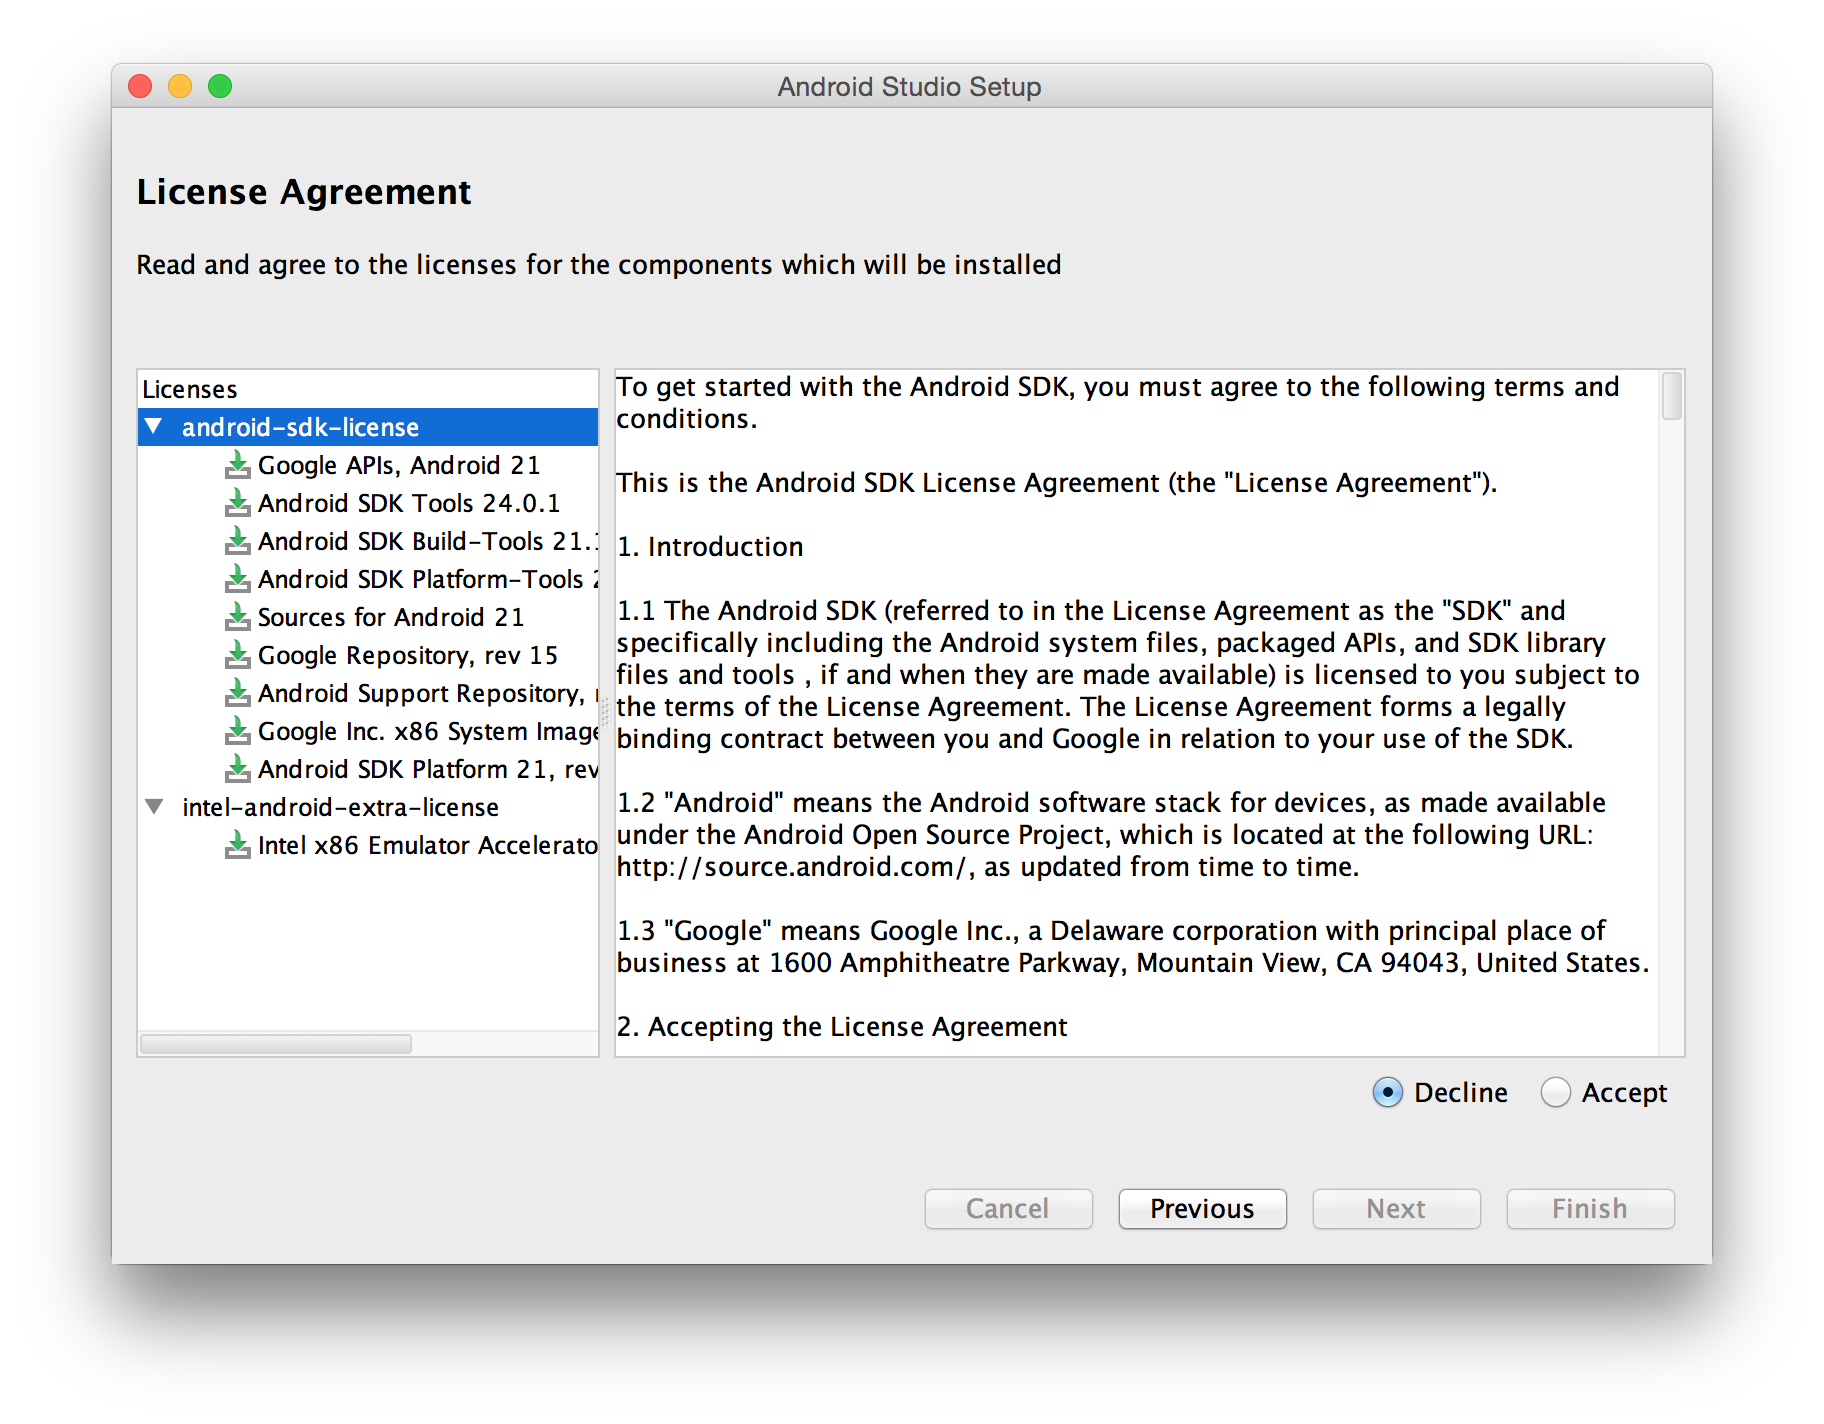 Android Studio Setup
License Agreement
Read and agree to the licenses for the components which will be installed
Licenses
android-sdk-license
Google APIs, Android 21
Android SDK Tools 24.0.1
Android SDK Build-Tools 21.1
Android SDK Platform-Tools 2
Sources for Android 21
Google Repository, rev 15
Android Support Repository, r
Google Inc. x86 System Image
Android SDK Platform 21, rev
intel-android-extra-license
Intel x86 Emulator Accelerato
To get started with the Android SDK, you must agree to the following terms and
conditions.
This is the Android SDK License Agreement (the "License Agreement").
1. Introduction
1.1 The Android SDK (referred to in the License Agreement as the "SDK" and
specifically including the Android system files, packaged APIs, and SDK library
files and tools , if and when they are made available) is licensed to you subject to
the terms of the License Agreement. The License Agreement forms a legally
binding contract between you and Google in relation to your use of the SDK.
1.2 "Android" means the Android software stack for devices, as made available
under the Android Open Source Project, which is located at the following URL:
http://source.android.com/, as updated from time to time.
1.3 "Google" means Google Inc., a Delaware corporation with principal place of
business at 1600 Amphitheatre Parkway, Mountain View, CA 94043, United States.
2. Accepting the License Agreement
Decline
Accept
Cancel
Previous
Next
Finish